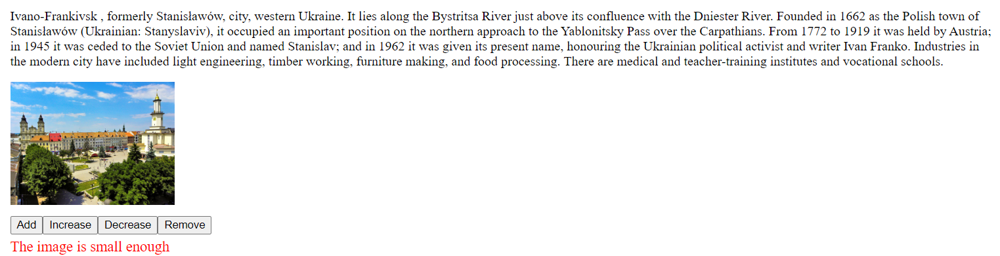 Ivano-Frankivsk , formerly Stanisławów, city, western Ukraine. It lies along the Bystritsa River just above its confluence with the Dniester River. Founded in 1662 as the Polish town of
Stanisławów (Ukrainian: Stanyslaviv), it occupied an important position on the northern approach to the Yablonitsky Pass over the Carpathians. From 1772 to 1919 it was held by Austria;
in 1945 it was ceded to the Soviet Union and named Stanislav; and in 1962 it was given its present name, honouring the Ukrainian political activist and writer Ivan Franko. Industries in
the modern city have included light engineering, timber working, furniture making, and food processing. There are medical and teacher-training institutes and vocational schools.
Add Increase Decrease Remove
The image is small enough